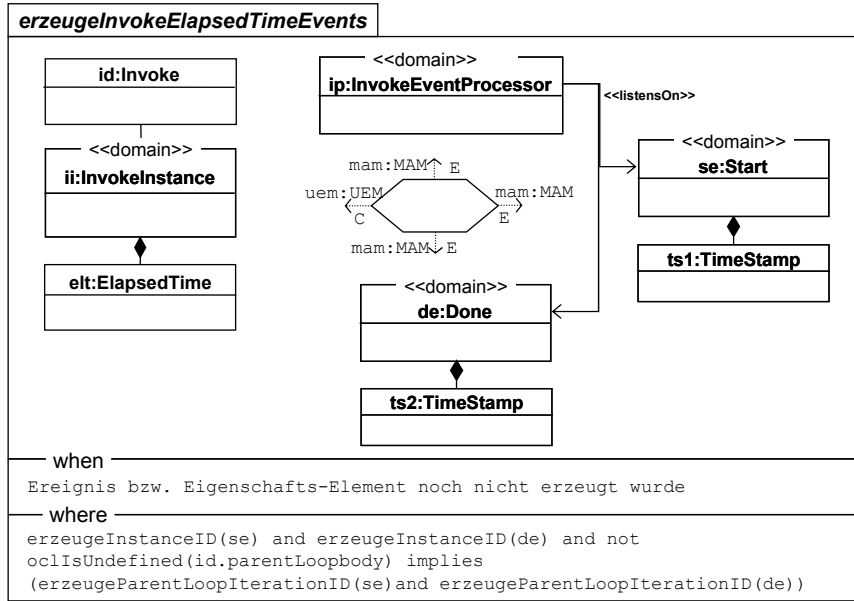 erzeugeInvokeElapsedTimeEvents
id:Invoke
<<domain>>
ii:InvokeInstance
elt:ElapsedTime
<<domain>>
ip:InvokeEventProcessor
<<listensOn>>
<<domain>>
se:Start
ts1:TimeStamp
mam:MAM E
uem:UEM
C
mam:MAM
E
mam:MAM E
<<domain>>
de:Done
ts2:TimeStamp
when
Ereignis bzw. Eigenschafts-Element noch nicht erzeugt wurde
where
erzeugeInstanceID(se) and erzeugeInstanceID(de) and not
oclIsUndefined(id.parentLoopbody) implies
(erzeugeParentLoopIterationID(se)and erzeugeParentLoopIterationID(de))